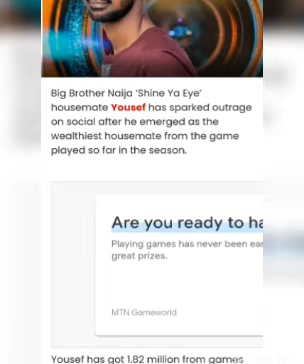 Big Brother Naija ‘Shine Ya Eye’
housemate Yousef has sparked outrage
on social after he emerged as the
wealthiest housemate from the game
played so far in the season.
Are you ready to ha
Playing games has never been eas
great prizes.
MTN Gameworld
Yousef has got 1.82 million from games